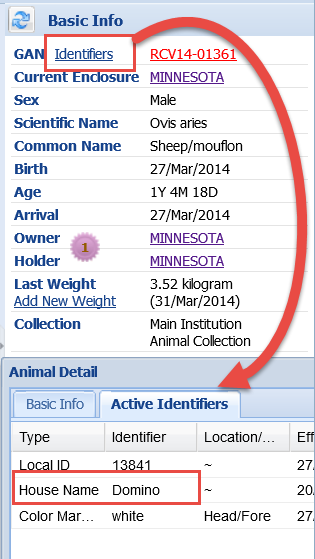 Basic Info
GAN Identifiers RCV14-01361
Current Enclosure MINNESOTA
Sex Male
Scientific Name Ovis aries
Common Name Sheep/mouflon
Birth 27/Mar/2014
Age 1Y 4M 18D
Arrival 27/Mar/2014
Owner 1 MINNESOTA
Holder MINNESOTA
Last Weight 3.52 kilogram
Add New Weight (31/Mar/2014)
Collection Main Institution
Animal Collection
Animal Detail
Basic Info Active Identifiers
Type Identifier Location/... Eff
Local ID 13841 ~ 27/
House Name Domino ~ 20/
Color Mar... white Head/Fore 27/